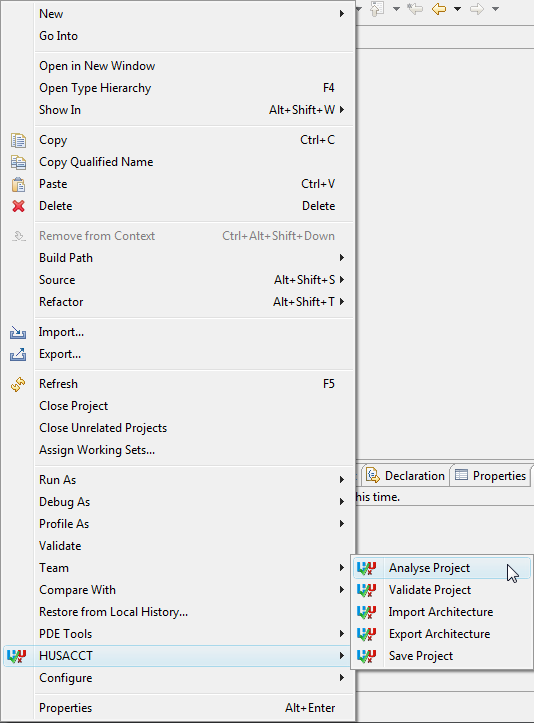 New
Go Into
Open in New Window
Open Type Hierarchy F4
Show In Alt+Shift+W
Copy Ctrl+C
Copy Qualified Name
Paste Ctrl+V
Delete Delete
Remove from Context Ctrl+Alt+Shift+Down
Build Path
Source Alt+Shift+S
Refactor Alt+Shift+T
Import...
Export...
Refresh F5
Close Project
Close Unrelated Projects
Assign Working Sets...
Run As
Debug As
Profile As
Validate
Team
Compare With
Restore from Local History...
PDE Tools
HUSACCT
Configure
Properties Alt+Enter
Declaration Properties
his time.
Analyse Project
Validate Project
Import Architecture
Export Architecture
Save Project